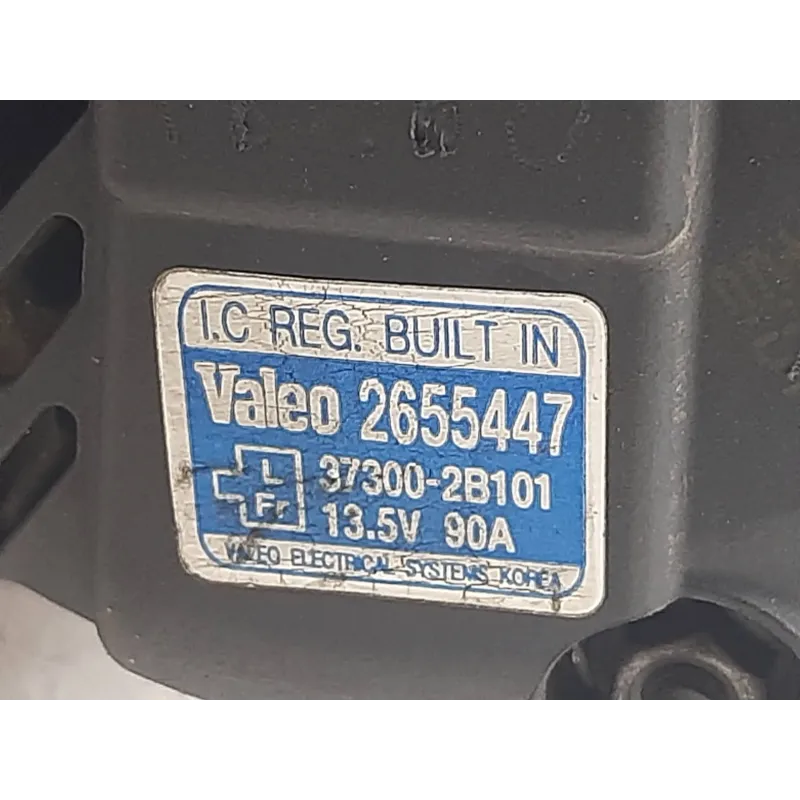 I.C REG. BUILT IN
Valeo 2655447
L 37300-2B101
Fr 13.5V 90A
VALEO ELECTRICAL SYSTEMS KOREA